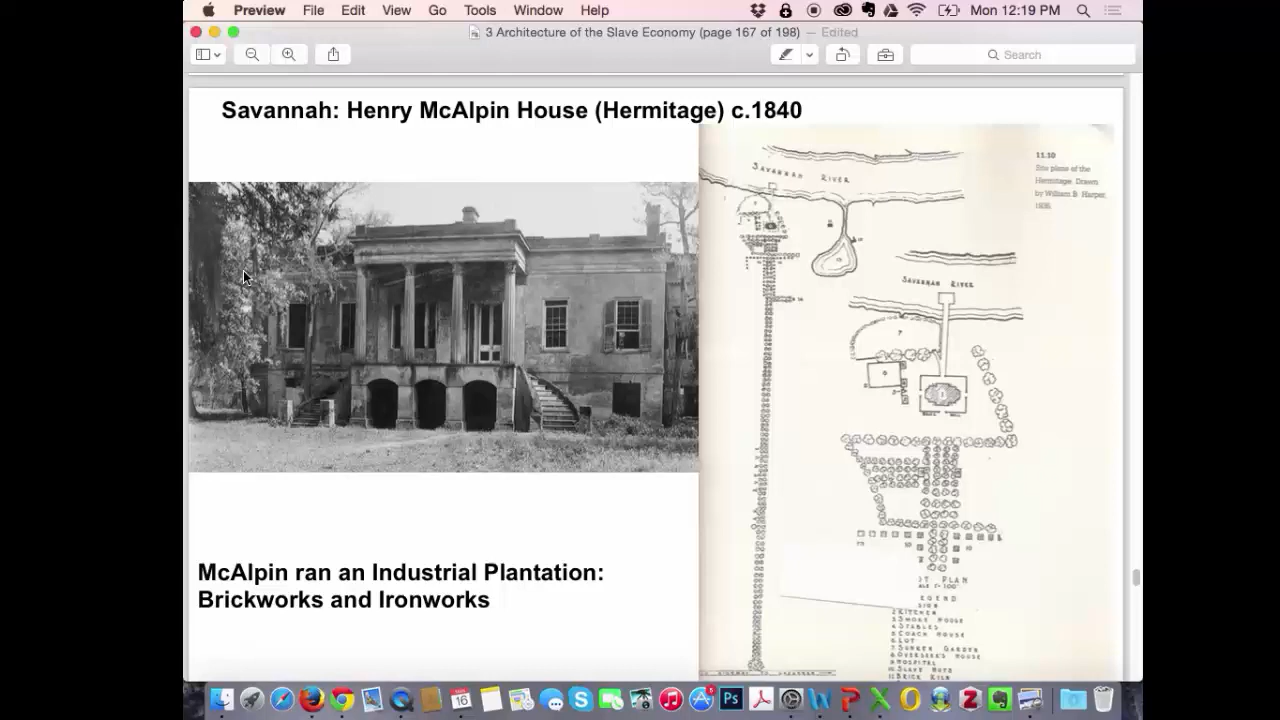 Preview File Edit View Go Tools Window Help Mon 12:19 PM
3 Architecture of the Slave Economy (page 167 of 198) — Edited
Search
Savannah: Henry McAlpin House (Hermitage) c.1840
11.10
Site plans of the
Hermitage. Drawn
by William B. Harper,
SAVANNAH RIVER
SAVANNAH RIVER
McAlpin ran an Industrial Plantation:
Brickworks and Ironworks
PLAN
2 KITCHEN
3 SMOKE HOUSE
4 STABLES
5 COACH HOUSE
6 LOT
7 SUNKEN GARDEN
8 OVERSEER'S HOUSE
9 HOSPITAL
10 SLAVE HUTS
11 BRICK KILN
16